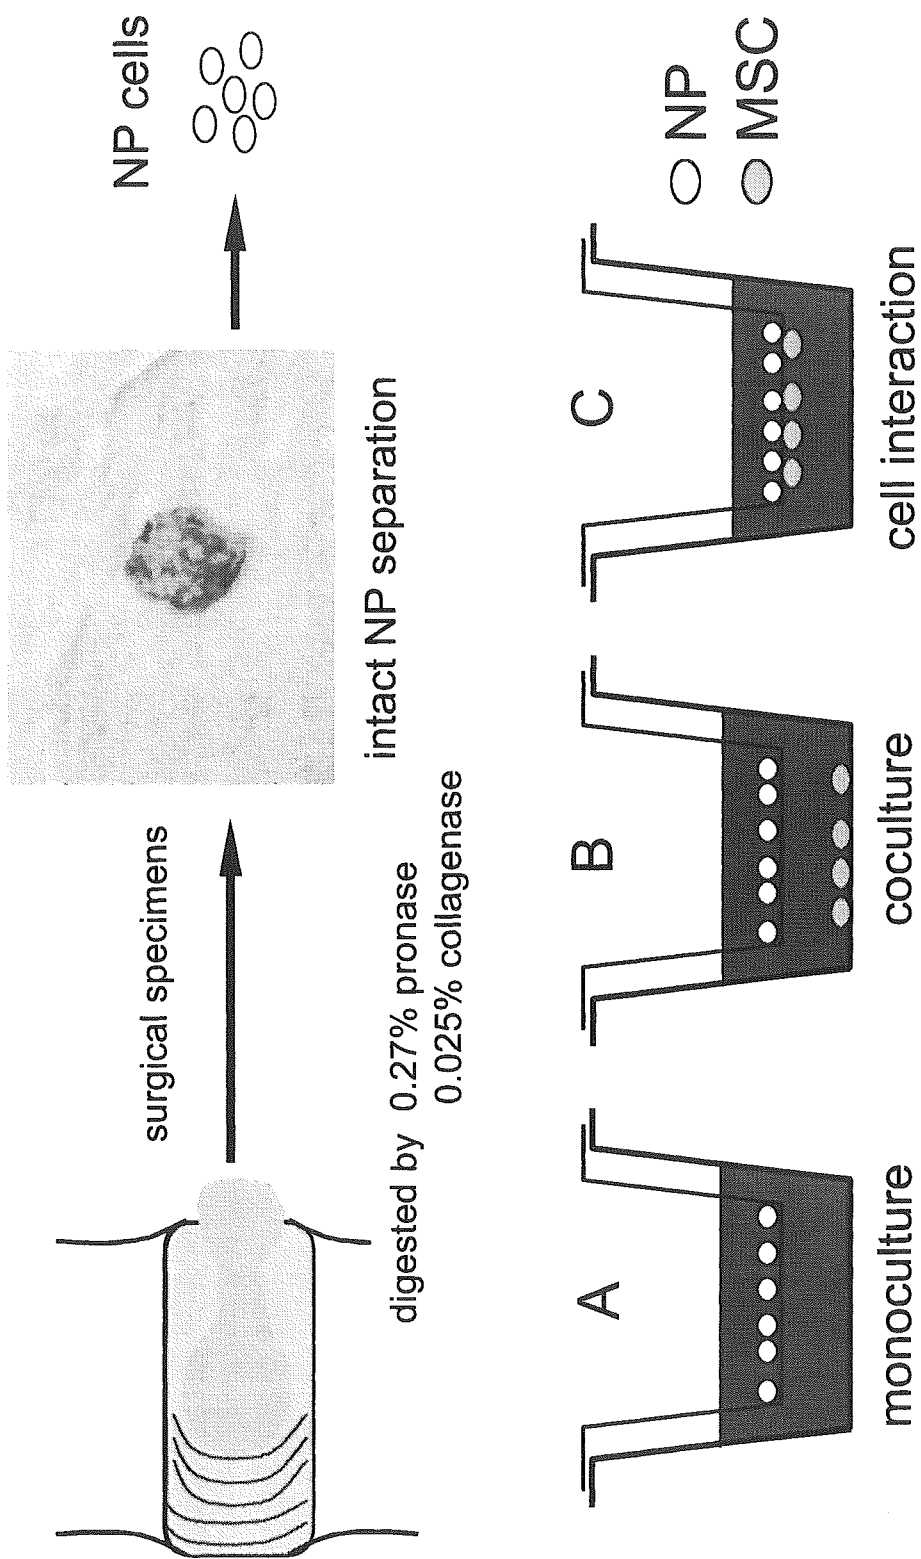 surgical specimens
digested by 0.27% pronase
0.025% collagenase
intact NP separation
NP cells
A
monoculture
B
coculture
C
cell interaction
NP
MSC